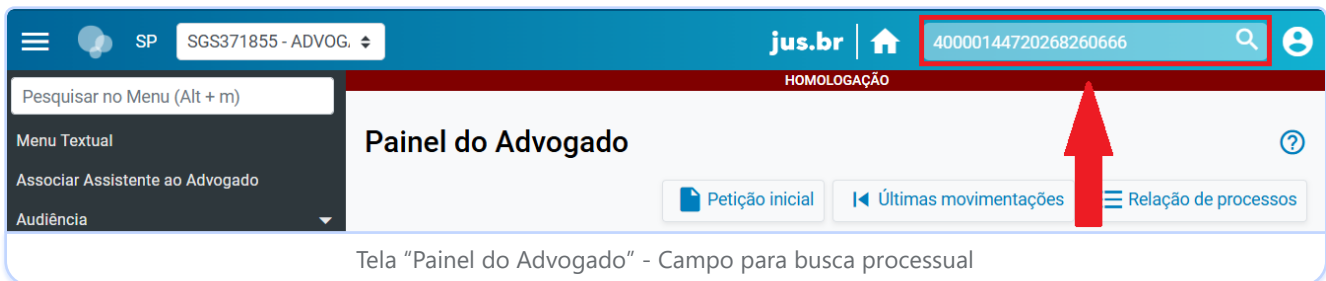 SP
SGS371855 - ADVOG.
jus.br
40000144720268260666
HOMOLOGAÇÃO
Pesquisar no Menu (Alt + m)
Menu Textual
Associar Assistente ao Advogado
Audiência
Painel do Advogado
Petição inicial
Últimas movimentações
Relação de processos
Tela “Painel do Advogado” - Campo para busca processual